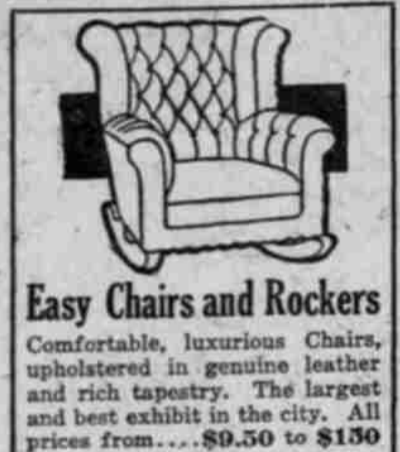 Easy Chairs and Rockers
Comfortable, luxurious Chairs,
upholstered in genuine leather
and rich tapestry. The largest
and best exhibit in the city. All
prices from....$9.50 to $150